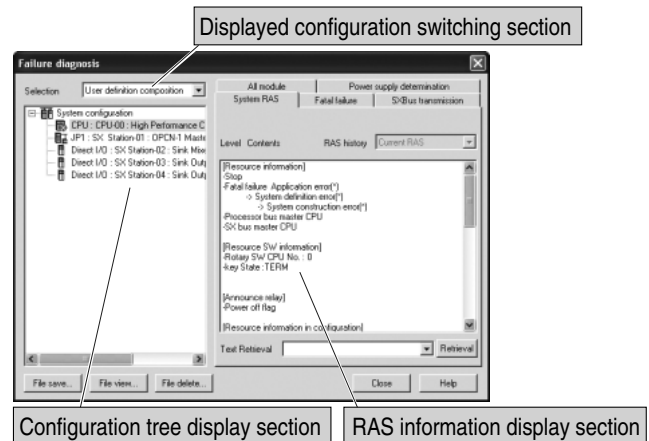 Displayed configuration switching section
Failure diagnosis
Selection User definition composition
System configuration
CPU : CPU-00 : High Performance C
JP1 : SX Station-01 : OPCN-1 Maste
Direct I/O : SX Station-02 : Sink Mixe
Direct I/O : SX Station-03 : Sink Outp
Direct I/O : SX Station-04 : Sink Outp
All module Power supply determination
System RAS Fatal failure SXBus transmission
Level Contents RAS history Current RAS
[Resource information]
-Stop
-Fatal failure Application error(*)
-> System definition error(*)
-> System construction error(*)
-Processor bus master CPU
-SX bus master CPU
[Resource SW information]
-Rotary SW CPU No. : 0
-key State :TERM
[Announce relay]
-Power off flag
[Resource information in configuration]
Text Retrieval Retrieval
File save... File view... File delete... Close Help
Configuration tree display section RAS information display section